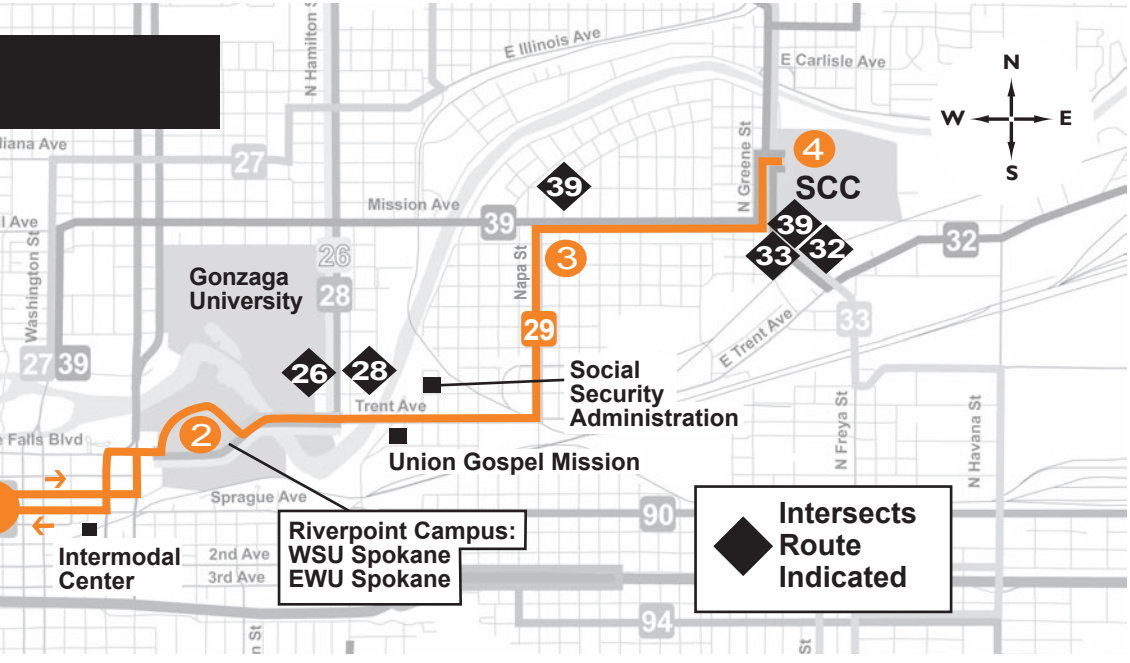 N Hamilton S
E Illinois Ave
E Carlisle Ave
N
W
E
S
diana Ave
27
N Greene St
4
SCC
39
Mission Ave
39
l Ave
39
33
32
32
Washington St
26
28
Gonzaga
University
Napa St
3
29
33
E Trent Ave
27
39
26
28
Social
Security
Administration
Trent Ave
N Freya St
N Havana St
e Falls Blvd
2
Union Gospel Mission
Sprague Ave
90
Intersects
Route
Indicated
Riverpoint Campus:
WSU Spokane
EWU Spokane
Intermodal
Center
2nd Ave
3rd Ave
94
n St
St